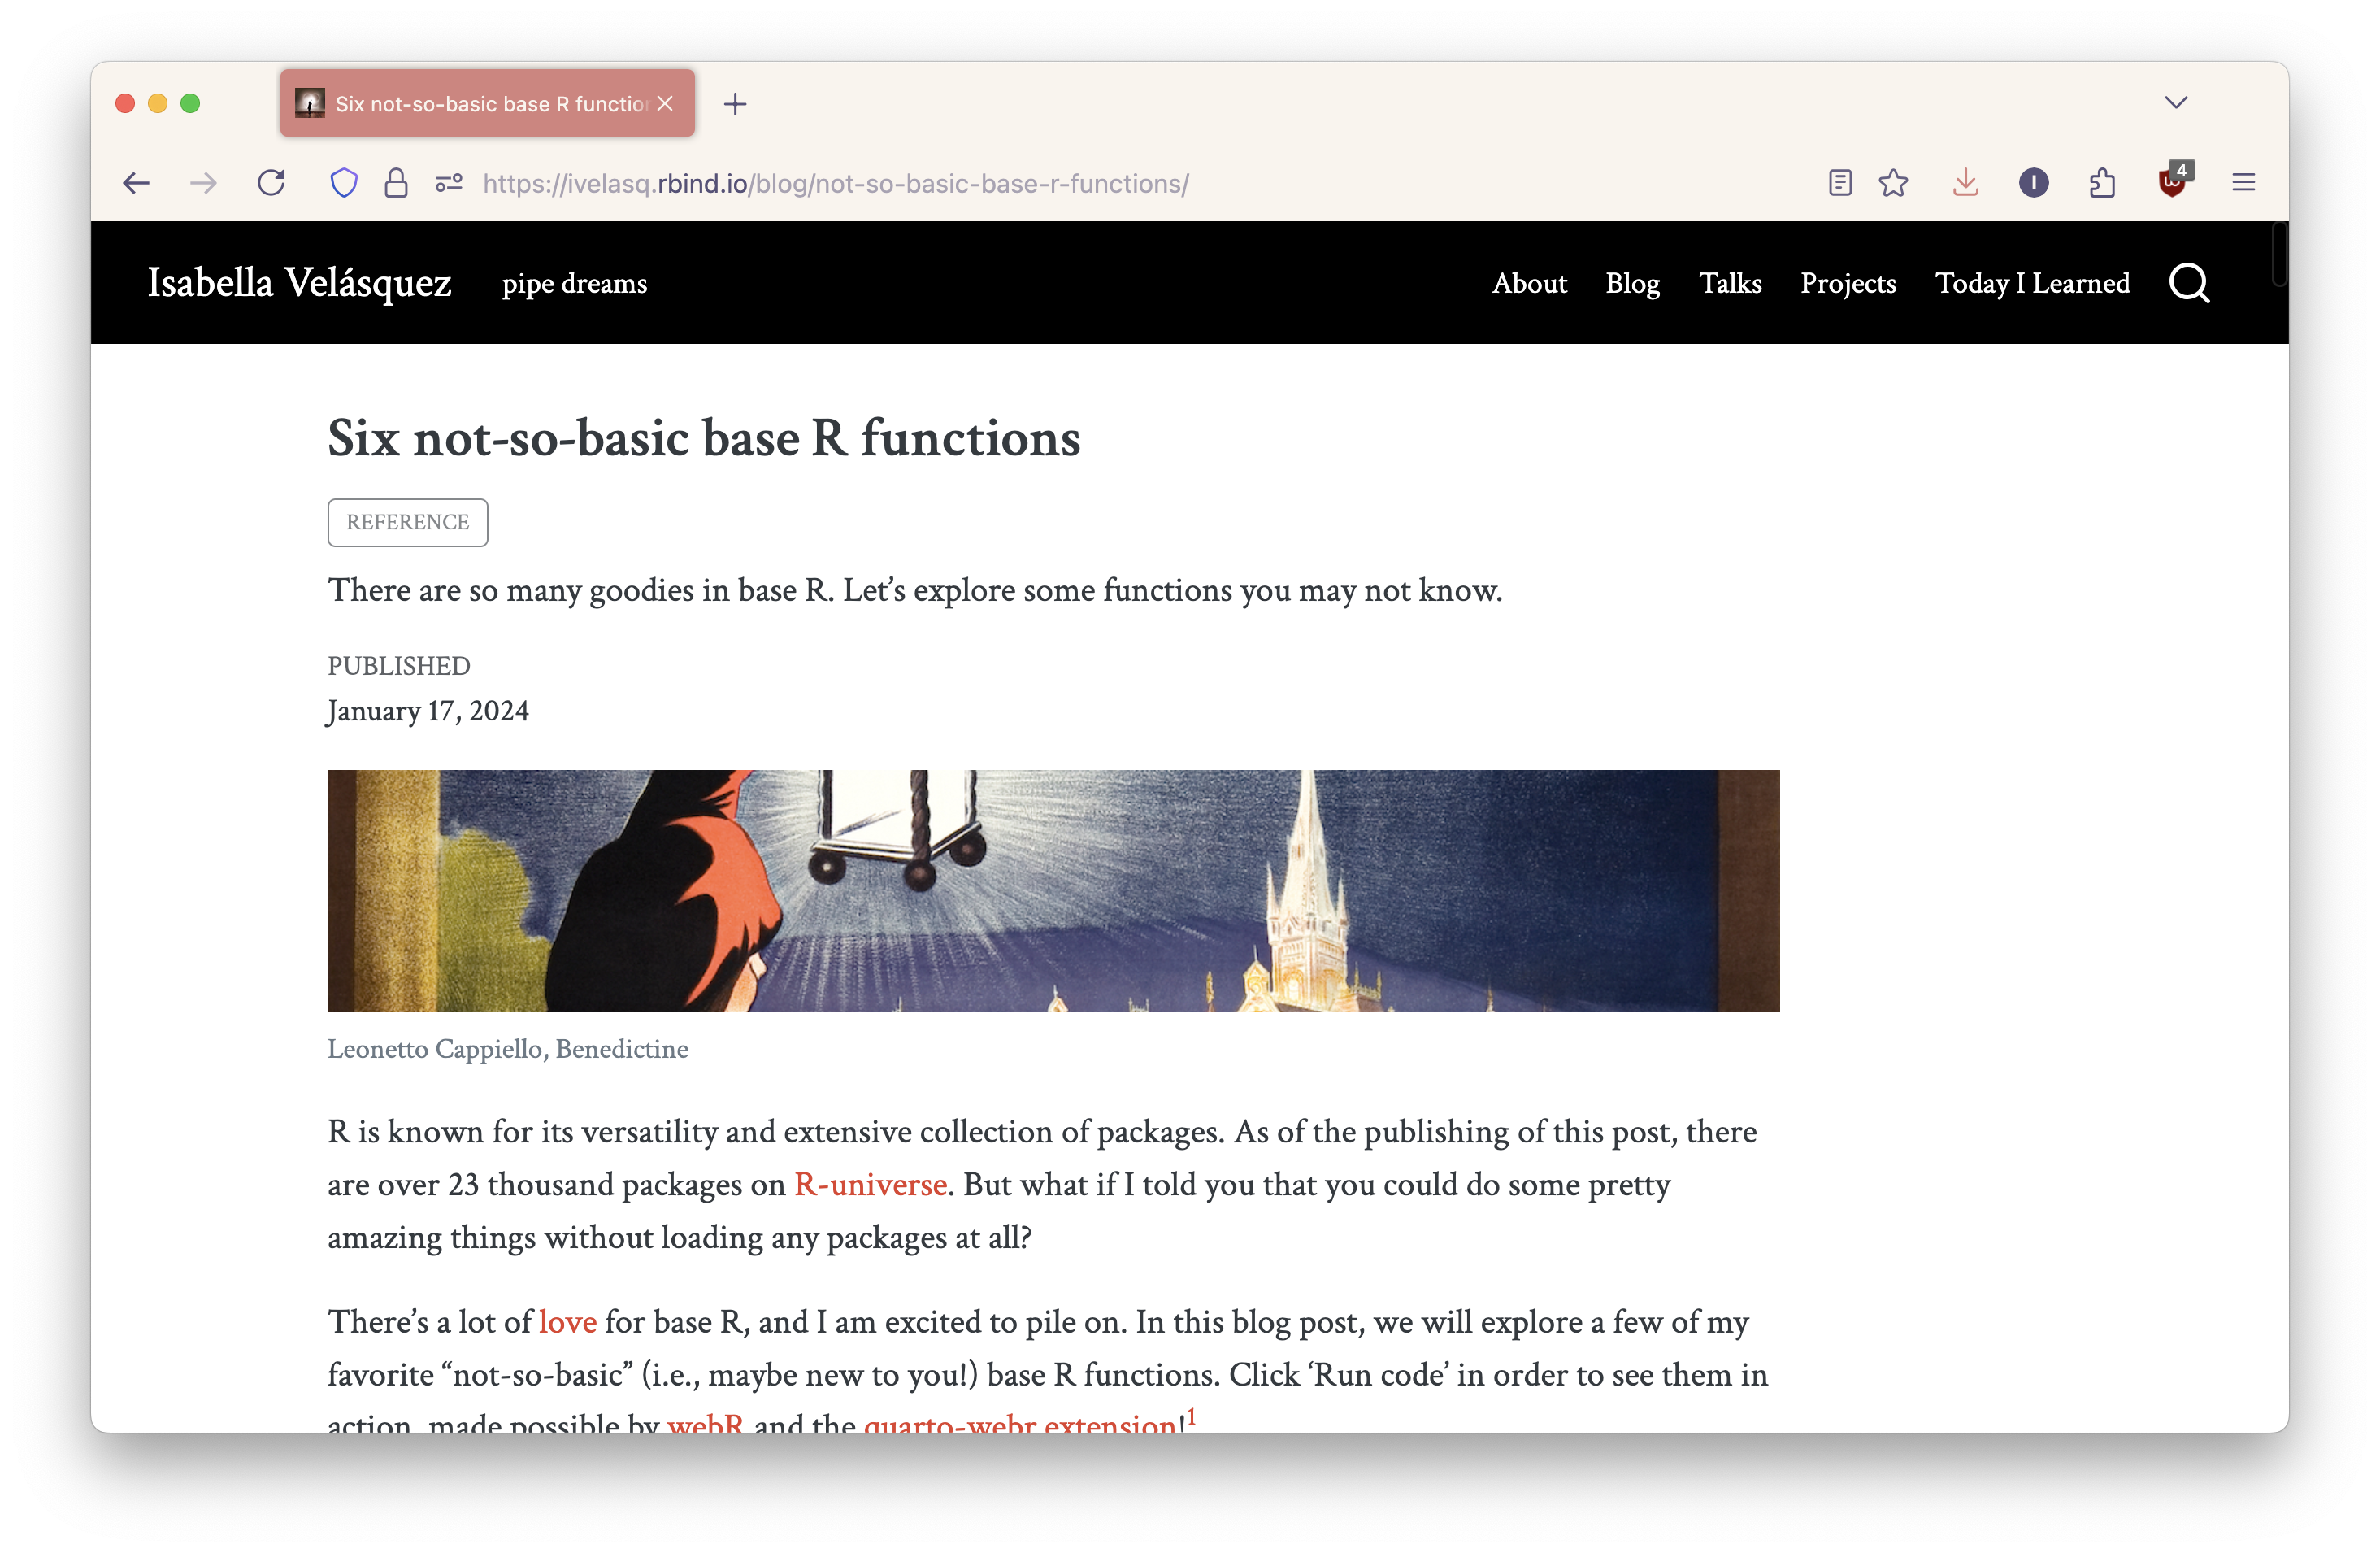 Six not-so-basic base R functio
https://ivelasq.rbind.io/blog/not-so-basic-base-r-functions/
4
Isabella Velásquez pipe dreams About Blog Talks Projects Today I Learned
Six not-so-basic base R functions
REFERENCE
There are so many goodies in base R. Let’s explore some functions you may not know.
PUBLISHED
January 17, 2024
Leonetto Cappiello, Benedictine
R is known for its versatility and extensive collection of packages. As of the publishing of this post, there
are over 23 thousand packages on R-universe. But what if I told you that you could do some pretty
amazing things without loading any packages at all?
There’s a lot of love for base R, and I am excited to pile on. In this blog post, we will explore a few of my
favorite “not-so-basic” (i.e., maybe new to you!) base R functions. Click ‘Run code’ in order to see them in
action, made possible by webR and the quarto-webr extension!1